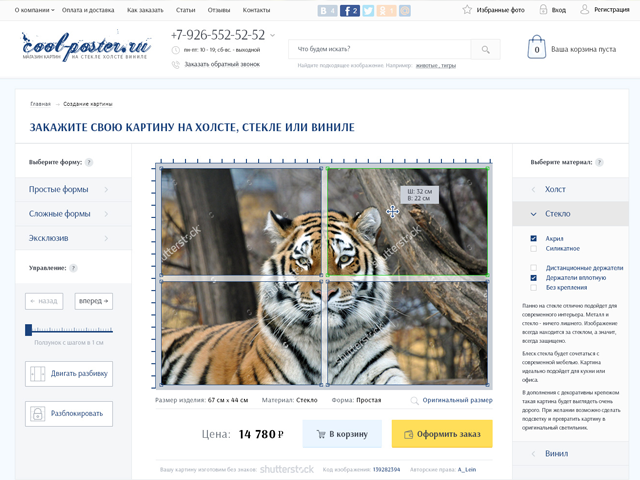 О компании
Оплата и доставка
Как заказать
Статьи
Отзывы
Контакты
4
2
Избранные фото
Вход
Регистрация
cool-poster.ru
МАГАЗИН КАРТИН НА СТЕКЛЕ ХОЛСТЕ ВИНИЛЕ
+7-926-552-52-52
пн-пт: 10 - 19, сб-вс. - выходной
Заказать обратный звонок
Что будем искать?
Найдите подходящее изображение. Например: животные, тигры
0
Ваша корзина пуста
Главная → Создание картины
ЗАКАЖИТЕ СВОЮ КАРТИНУ НА ХОЛСТЕ, СТЕКЛЕ ИЛИ ВИНИЛЕ
Выберите форму: ?
Простые формы
Сложные формы
Эксклюзив
Управление: ?
« назад
вперед →
Ползунок с шагом в 1 см
Двигать разбивку
Разблокировать
Ш: 32 см
В: 22 см
shutterstock
shutterstock
shutterstock
shutterstock
Размер изделия: 67 см x 44 см
Материал: Стекло
Форма: Простая
Оригинальный размер
Цена: 14 780 ₽
В корзину
Оформить заказ
Вашу картину изготовим без знаков: shutterstock
Код изображения: 139282394
Авторские права: A_Lein
Выберите материал: ?
Холст
Стекло
Акрил
Силикатное
Дистанционные держатели
Держатели вплотную
Без крепления
Панно на стекле отлично подойдет для
современного интерьера. Металл и
стекло - ничего лишнего. Изображение
всегда находится за стеклом, а значит,
всегда защищено.
Блеск стекла будет сочетаться с
современной мебелью. Картина
идеально подойдет для кухни или
офиса.
В дополнения с декоративны крепежом
такая картина будет выглядеть очень
дорого. При желании возможно сделать
подсветку и превратить картину в
оригинальный светильник.
Винил